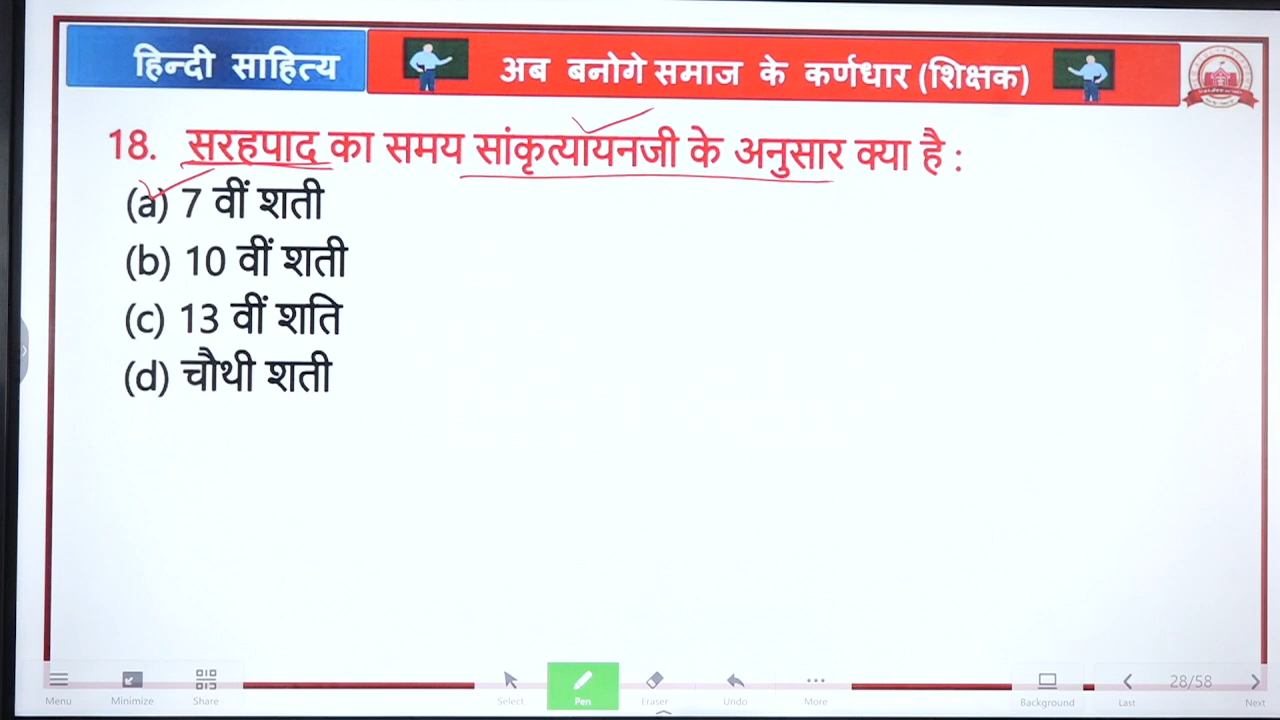 हिन्दी साहित्य
अब बनोगे समाज के कर्णधार (शिक्षक)
18. सरहपाद का समय सांकृत्यायनजी के अनुसार क्या है :
(a) 7 वीं शती
(b) 10 वीं शती
(c) 13 वीं शति
(d) चौथी शती
Menu Minimize Share Select Pen Eraser Undo More Background Last 28/58 Next